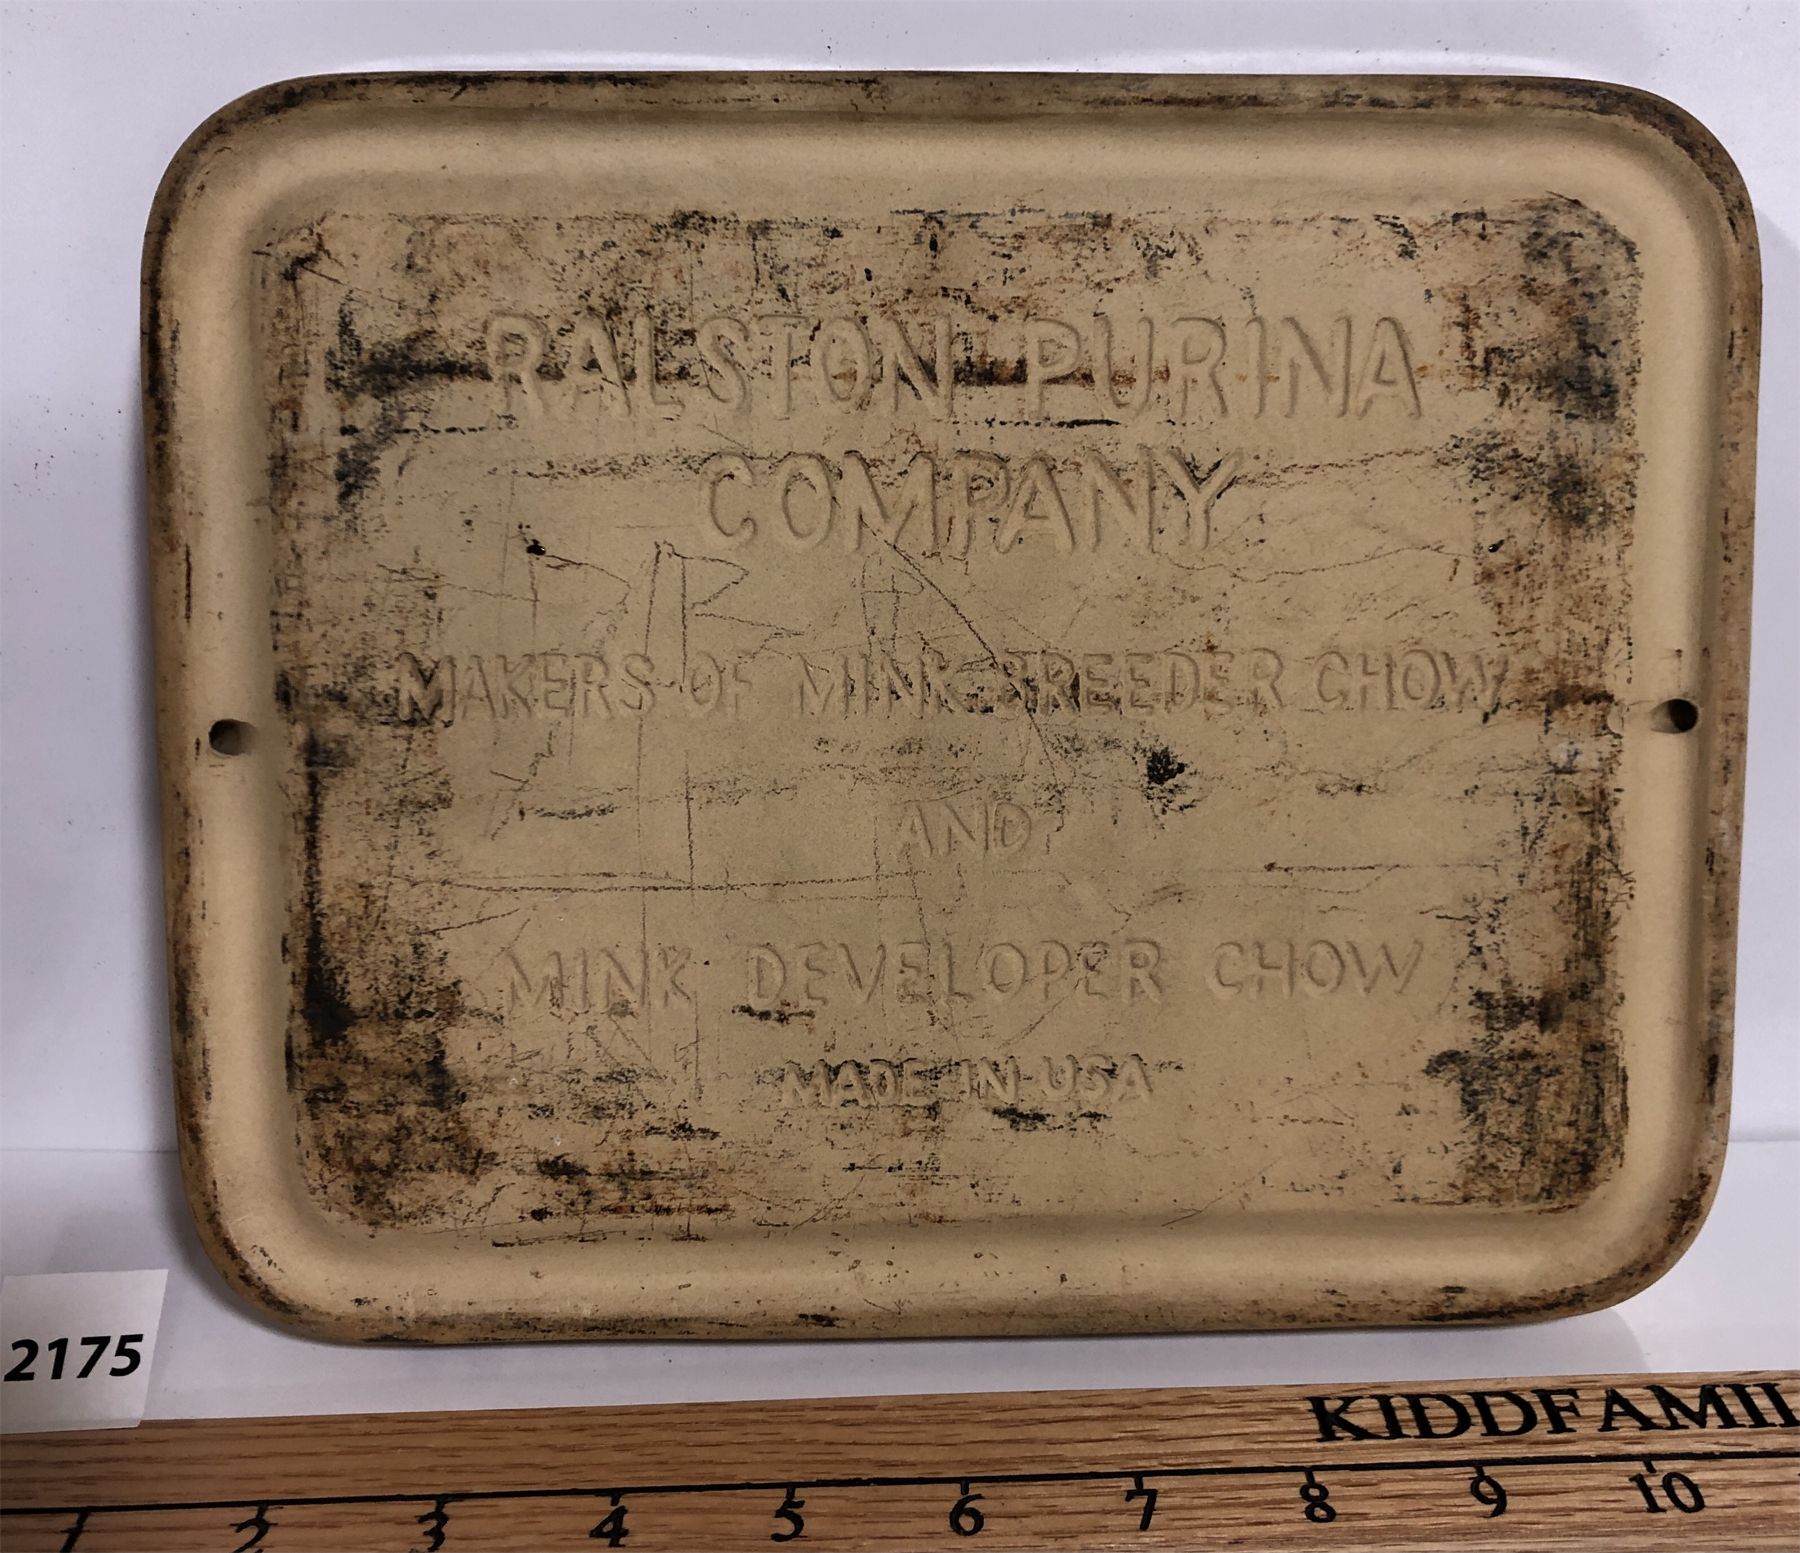 RALSTON PURINA
COMPANY
MAKERS OF MINK BREEDER CHOW
AND
MINK DEVELOPER CHOW
MADE IN USA
2175
KIDDFAMIL
1 2 3 4 5 6 7 8 9 10